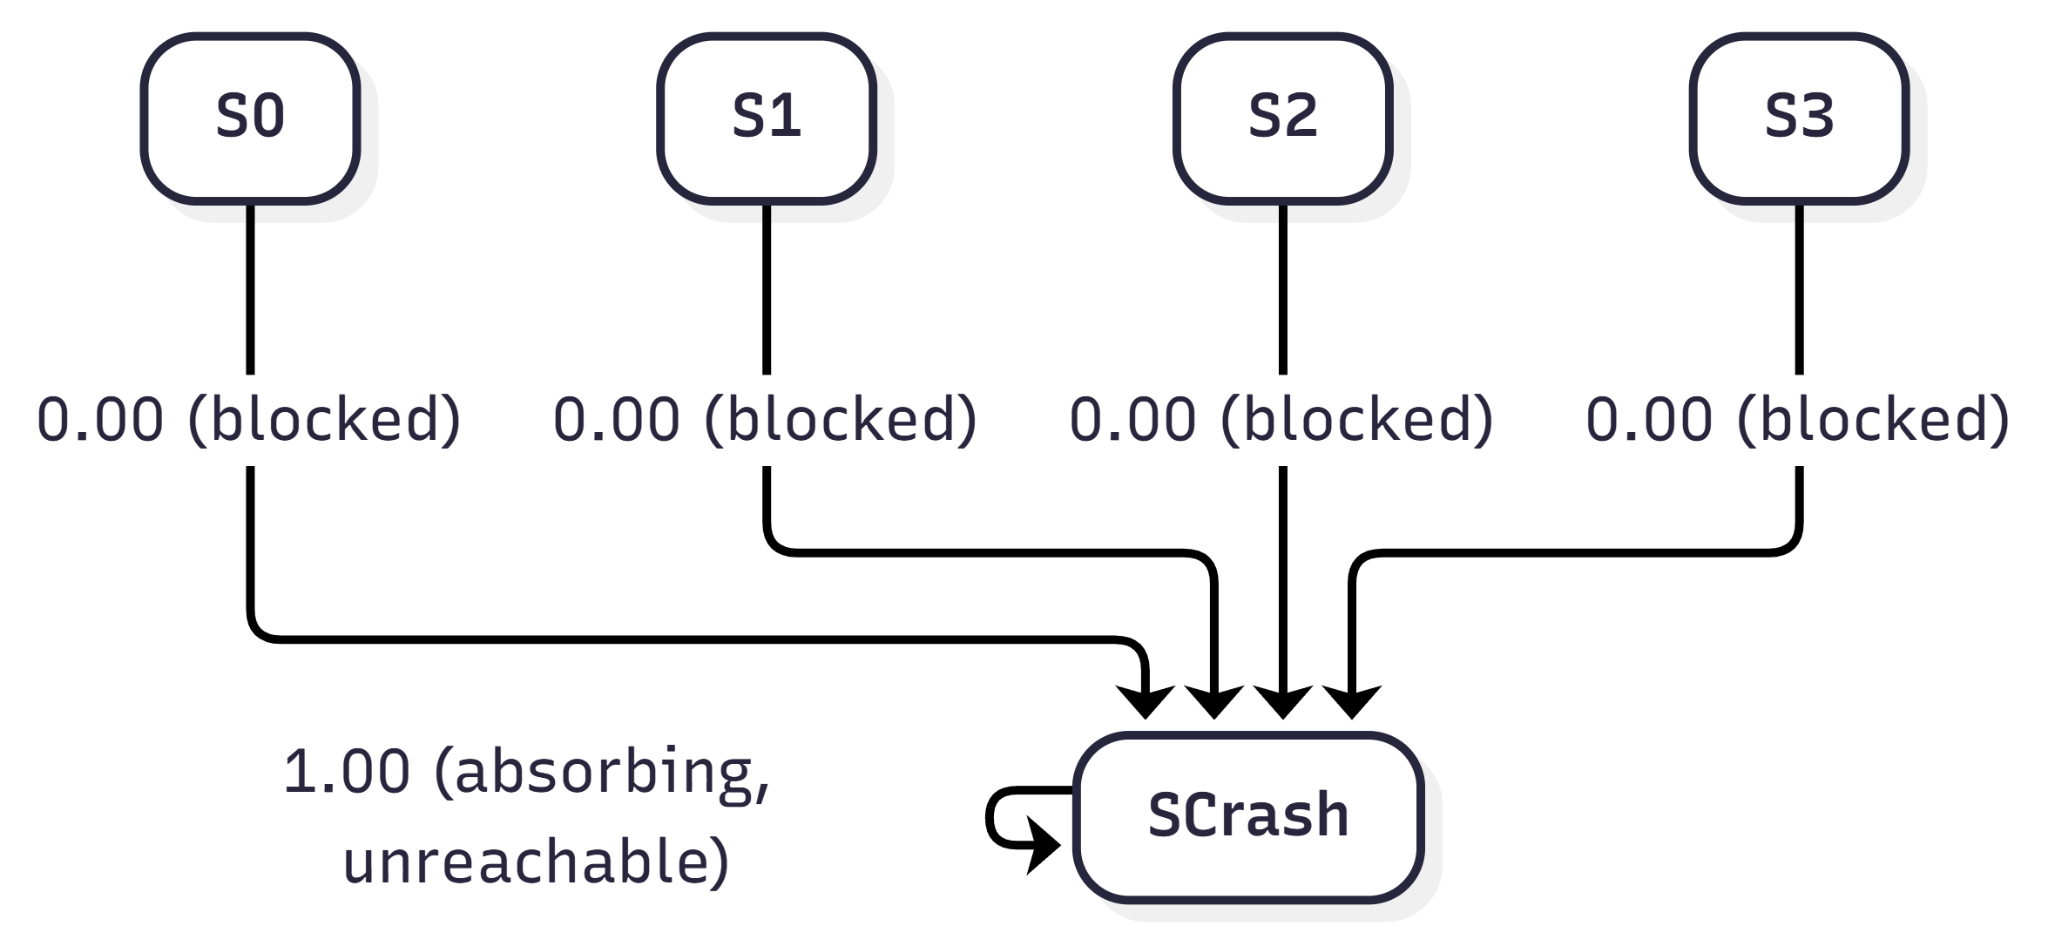 S0
S1
S2
S3
0.00 (blocked)
0.00 (blocked)
0.00 (blocked)
0.00 (blocked)
1.00 (absorbing,
unreachable)
SCrash